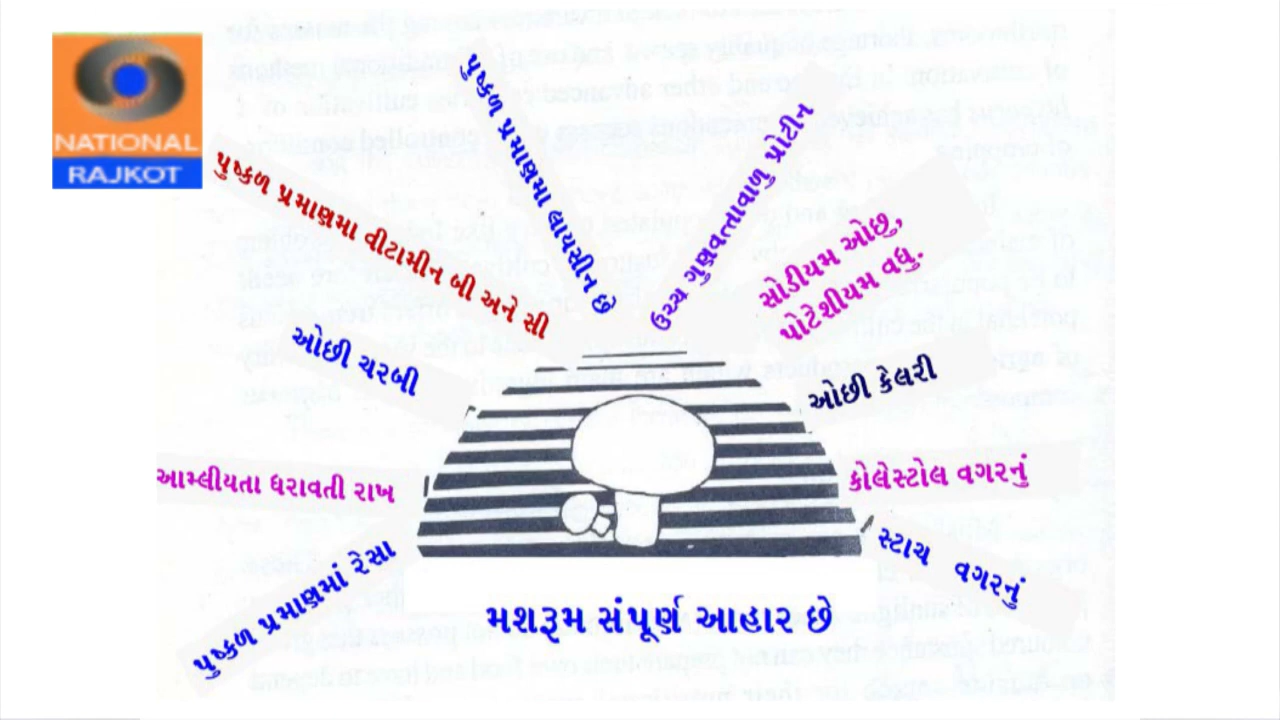 NATIONAL
RAJKOT
પુષ્કળ પ્રમાણમા લાયસીન છે
ઉચ્ચ ગુણવત્તાવાળુ પ્રોટીન
પુષ્કળ પ્રમાણમા વીટામીન બી અને સી
સોડીયમ ઓછુ,
પોટેશીયમ વધુ.
ઓછી ચરબી
ઓછી કેલરી
આમ્લીયતા ધરાવતી રાખ
કોલેસ્ટોલ વગરનું
પુષ્કળ પ્રમાણમાં રેસા
સ્ટાચ વગરનું
મશરૂમ સંપૂર્ણ આહાર છે